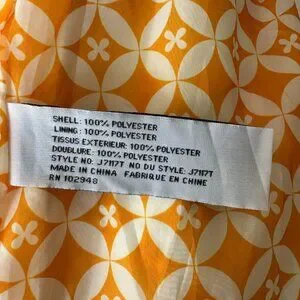 SHELL: 100% POLYESTER
LINING: 100% POLYESTER
TISSUS EXTERIEUR: 100% POLYESTER
DOUBLURE: 100% POLYESTER
STYLE NO: J7117T NO DU STYLE: J7117T
MADE IN CHINA FABRIQUE EN CHINE
RN 102948